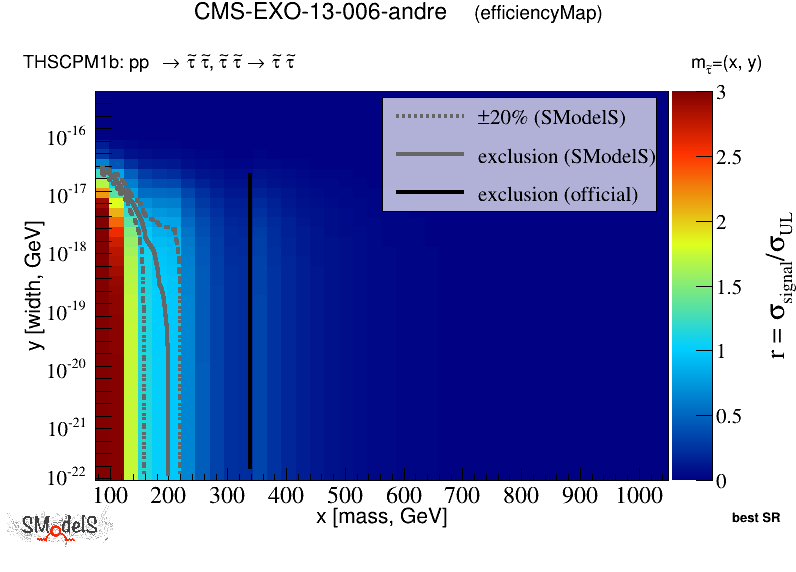 CMS-EXO-13-006-andre (efficiencyMap)
THSCPM1b: pp → τ̃ τ̃, τ̃ τ̃ → τ̃ τ̃
m_τ̃=(x, y)
±20% (SModelS)
exclusion (SModelS)
exclusion (official)
y [width, GeV]
10⁻¹⁶
10⁻¹⁷
10⁻¹⁸
10⁻¹⁹
10⁻²⁰
10⁻²¹
10⁻²²
100 200 300 400 500 600 700 800 900 1000
x [mass, GeV]
3
2.5
2
1.5
1
0.5
0
r = σ_signal/σ_UL
SModelS
best SR